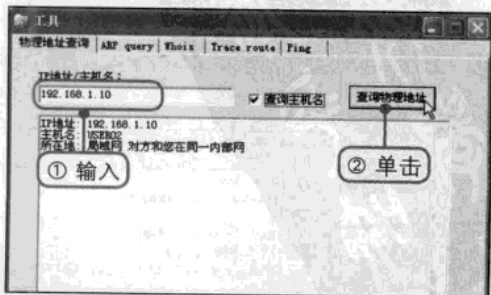 工具
物理地址查询 ARP query Whois Trace route Ping
IP地址/主机名：
192.168.1.10 查询主机名 查询物理地址
IP地址：192.168.1.10
主机名：USER02
所在地：局域网 对方和您在同一内部网
① 输入 ② 单击